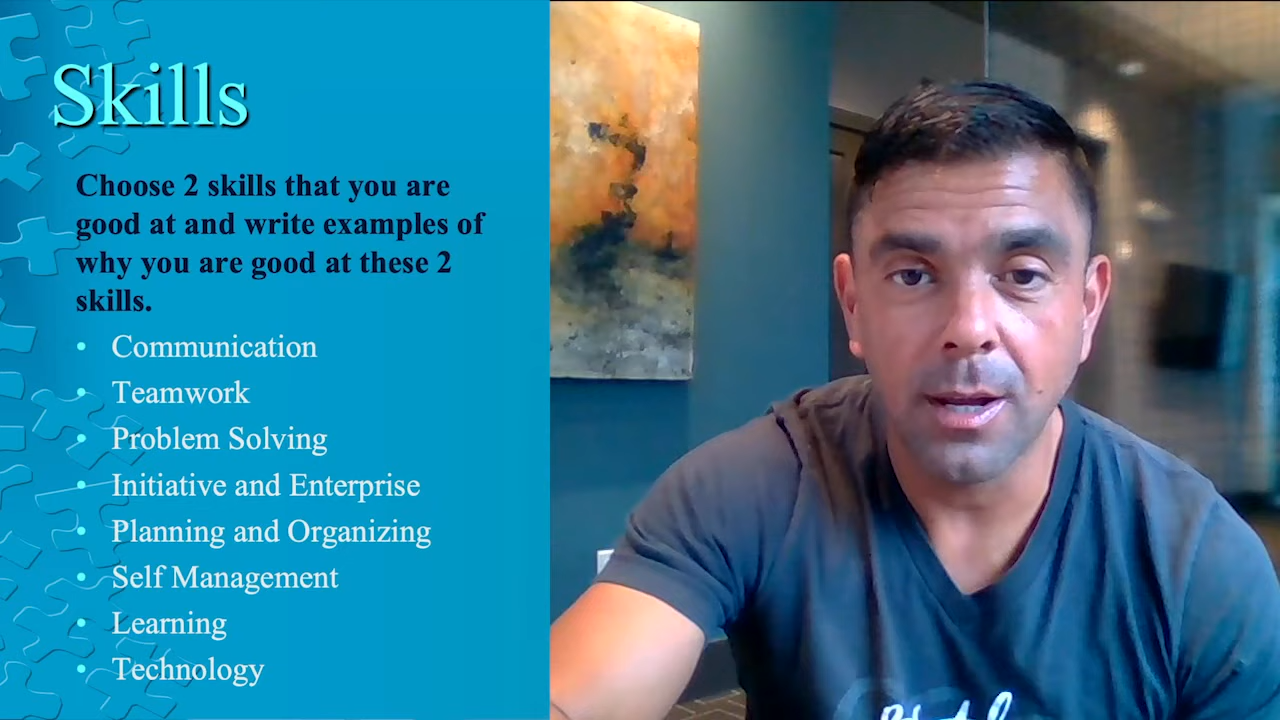 Skills
Choose 2 skills that you are
good at and write examples of
why you are good at these 2
skills.
• Communication
• Teamwork
• Problem Solving
• Initiative and Enterprise
• Planning and Organizing
• Self Management
• Learning
• Technology